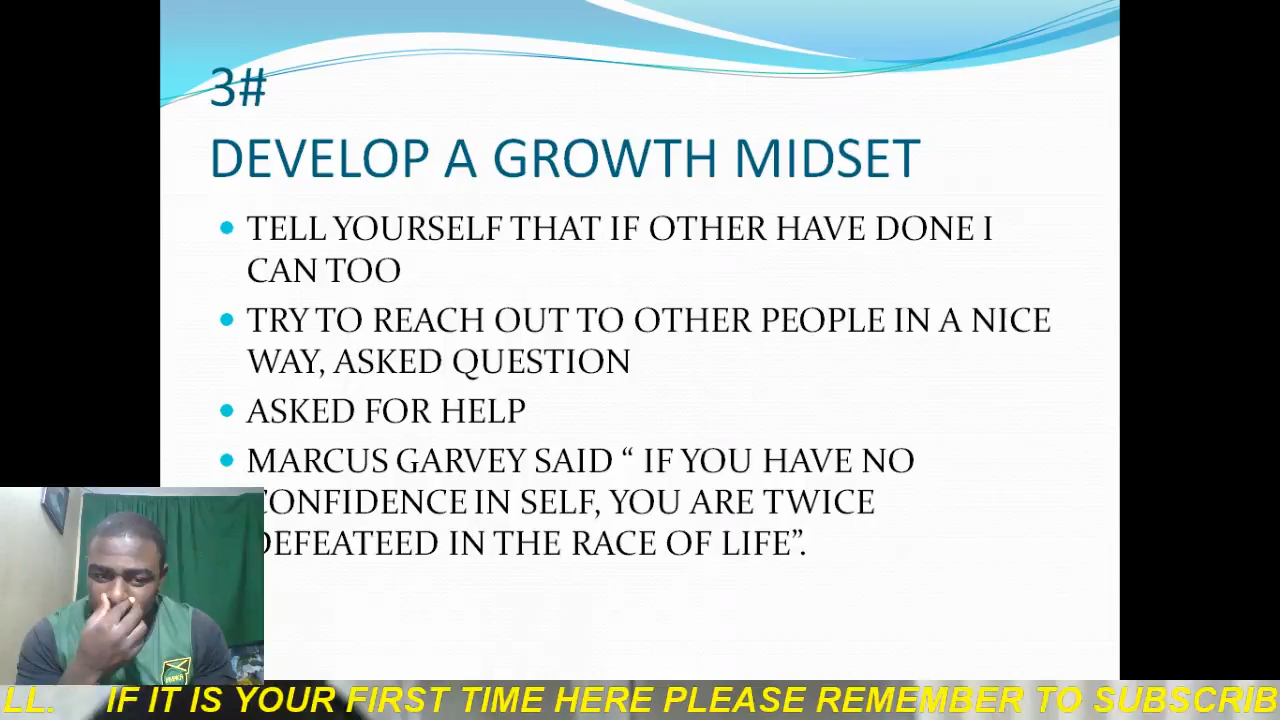 3#
DEVELOP A GROWTH MIDSET
• TELL YOURSELF THAT IF OTHER HAVE DONE I
CAN TOO
• TRY TO REACH OUT TO OTHER PEOPLE IN A NICE
WAY, ASKED QUESTION
• ASKED FOR HELP
• MARCUS GARVEY SAID “ IF YOU HAVE NO
CONFIDENCE IN SELF, YOU ARE TWICE
DEFEATEED IN THE RACE OF LIFE”.
LL. IF IT IS YOUR FIRST TIME HERE PLEASE REMEMBER TO SUBSCRIB